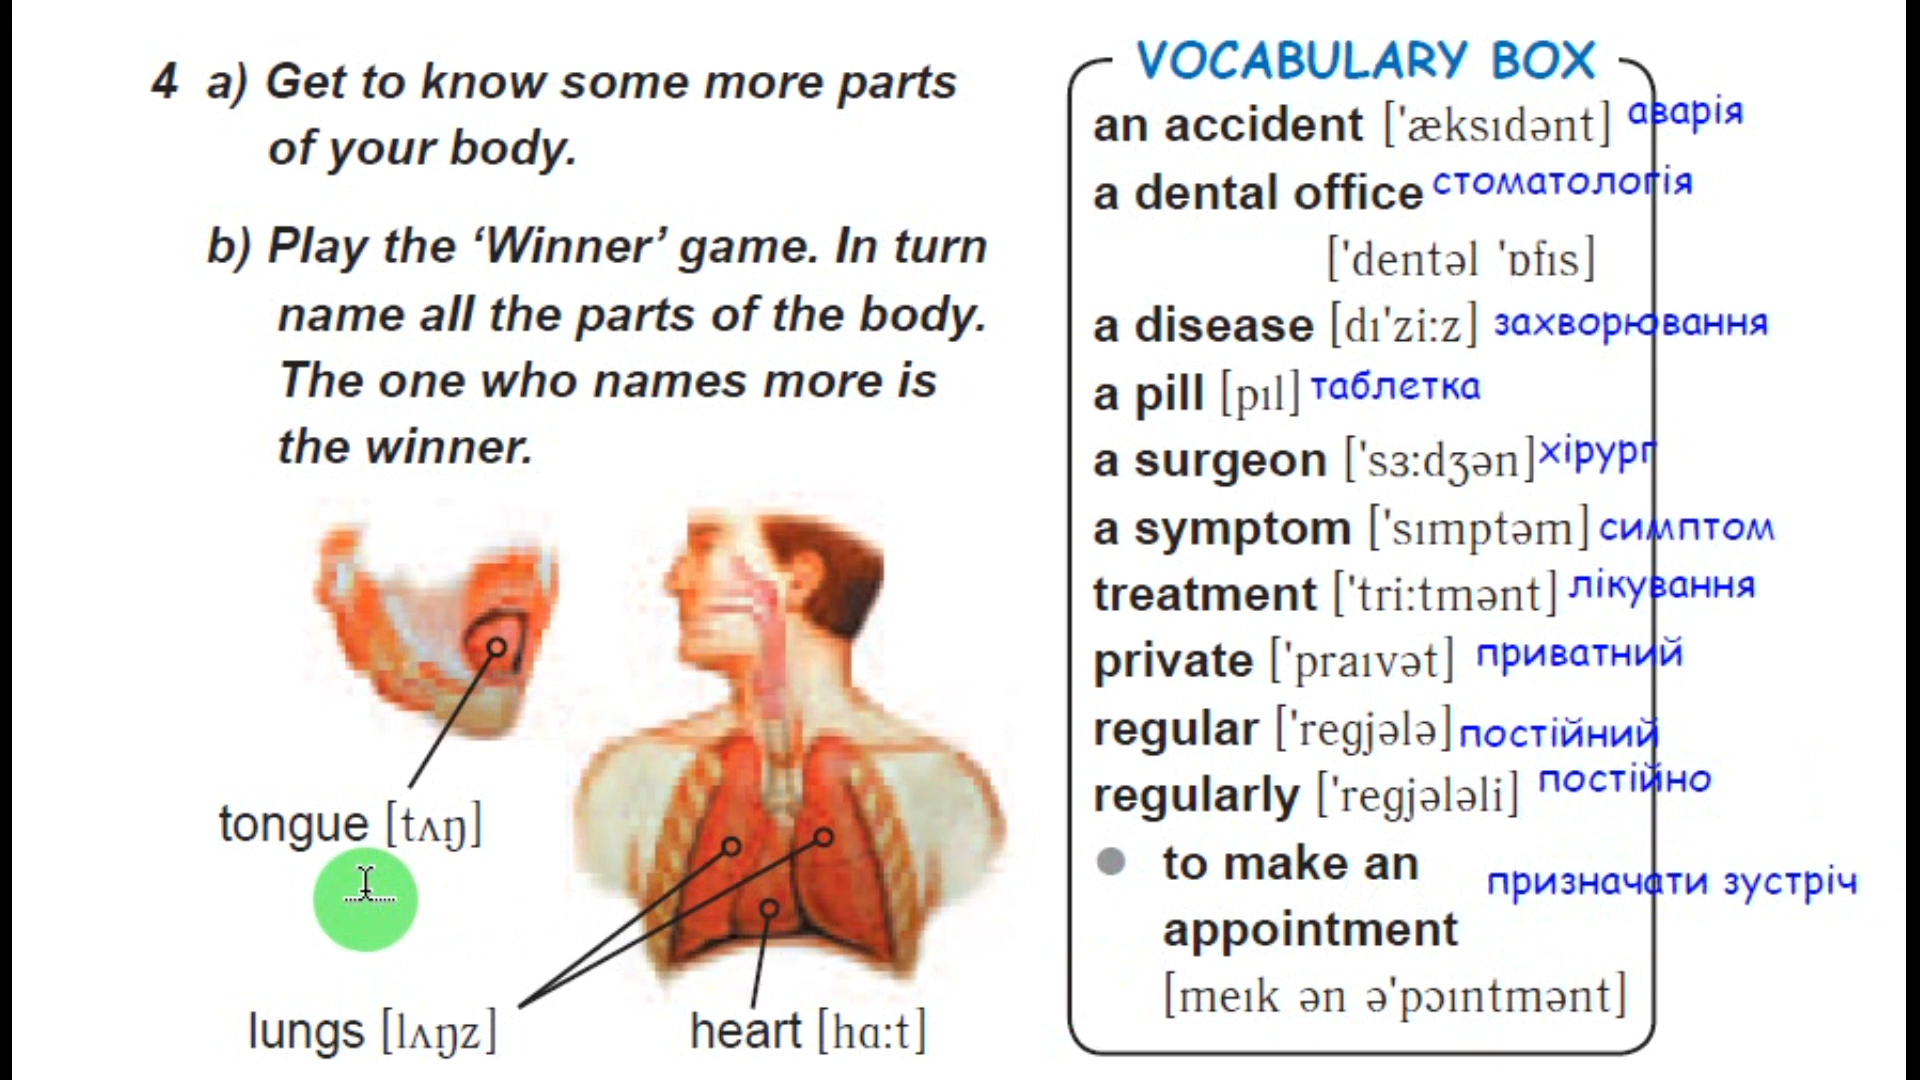 4 a) Get to know some more parts
of your body.
b) Play the ‘Winner’ game. In turn
name all the parts of the body.
The one who names more is
the winner.
tongue [tʌŋ]
lungs [lʌŋz]
heart [hɑ:t]
VOCABULARY BOX
an accident ['æksɪdənt] аварія
a dental office стоматологія
['dentəl 'ɒfɪs]
a disease [dɪ'zi:z] захворювання
a pill [pɪl] таблетка
a surgeon ['sɜ:dʒən] хірург
a symptom ['sɪmptəm] симптом
treatment ['tri:tmənt] лікування
private ['praɪvət] приватний
regular ['regjələ] постійний
regularly ['regjələli] постійно
● to make an
appointment призначати зустріч
[meɪk ən ə'pɔɪntmənt]